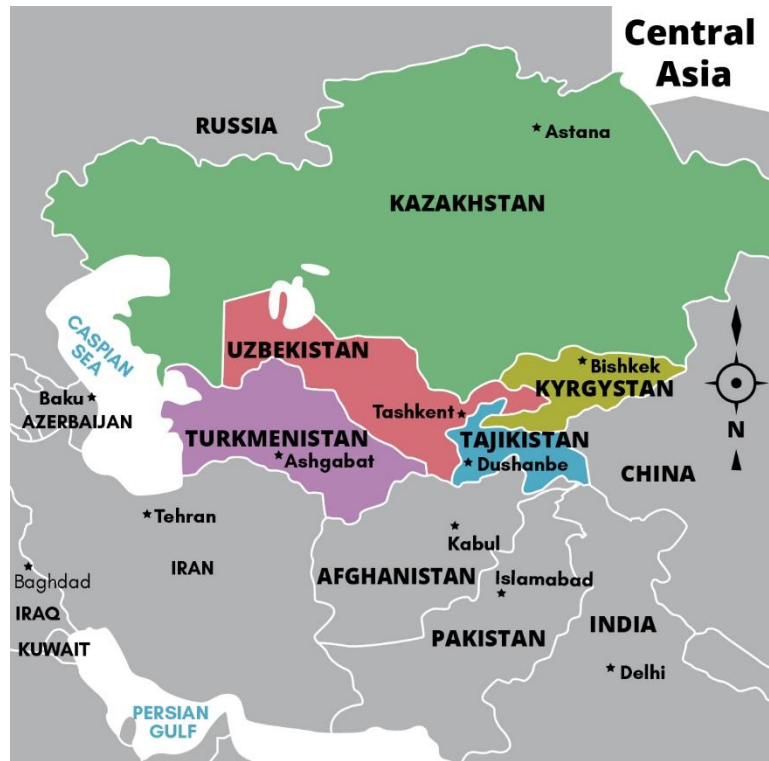 Central
Asia
RUSSIA
Astana
KAZAKHSTAN
CASPIAN
SEA
UZBEKISTAN
Bishkek
KYRGYSTAN
Baku
AZERBAIJAN
Tashkent
TURKMENISTAN
TAJIKISTAN
N
Ashgabat
Dushanbe
CHINA
Tehran
Kabul
IRAN
AFGHANISTAN
Islamabad
Baghdad
IRAQ
KUWAIT
PAKISTAN
INDIA
Delhi
PERSIAN
GULF